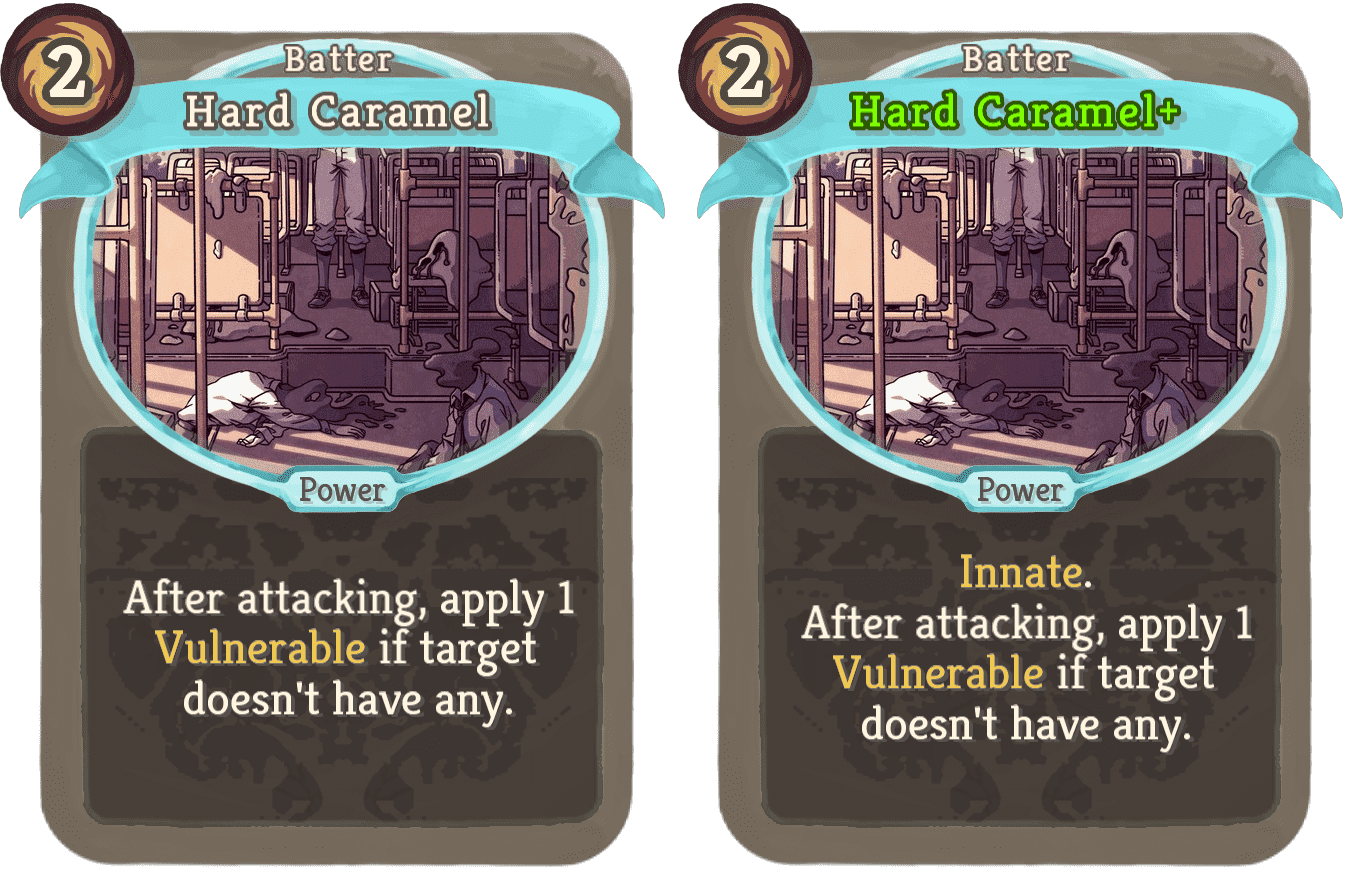 2
Batter
Hard Caramel
Power
After attacking, apply 1
Vulnerable if target
doesn't have any.
2
Batter
Hard Caramel+
Power
Innate.
After attacking, apply 1
Vulnerable if target
doesn't have any.